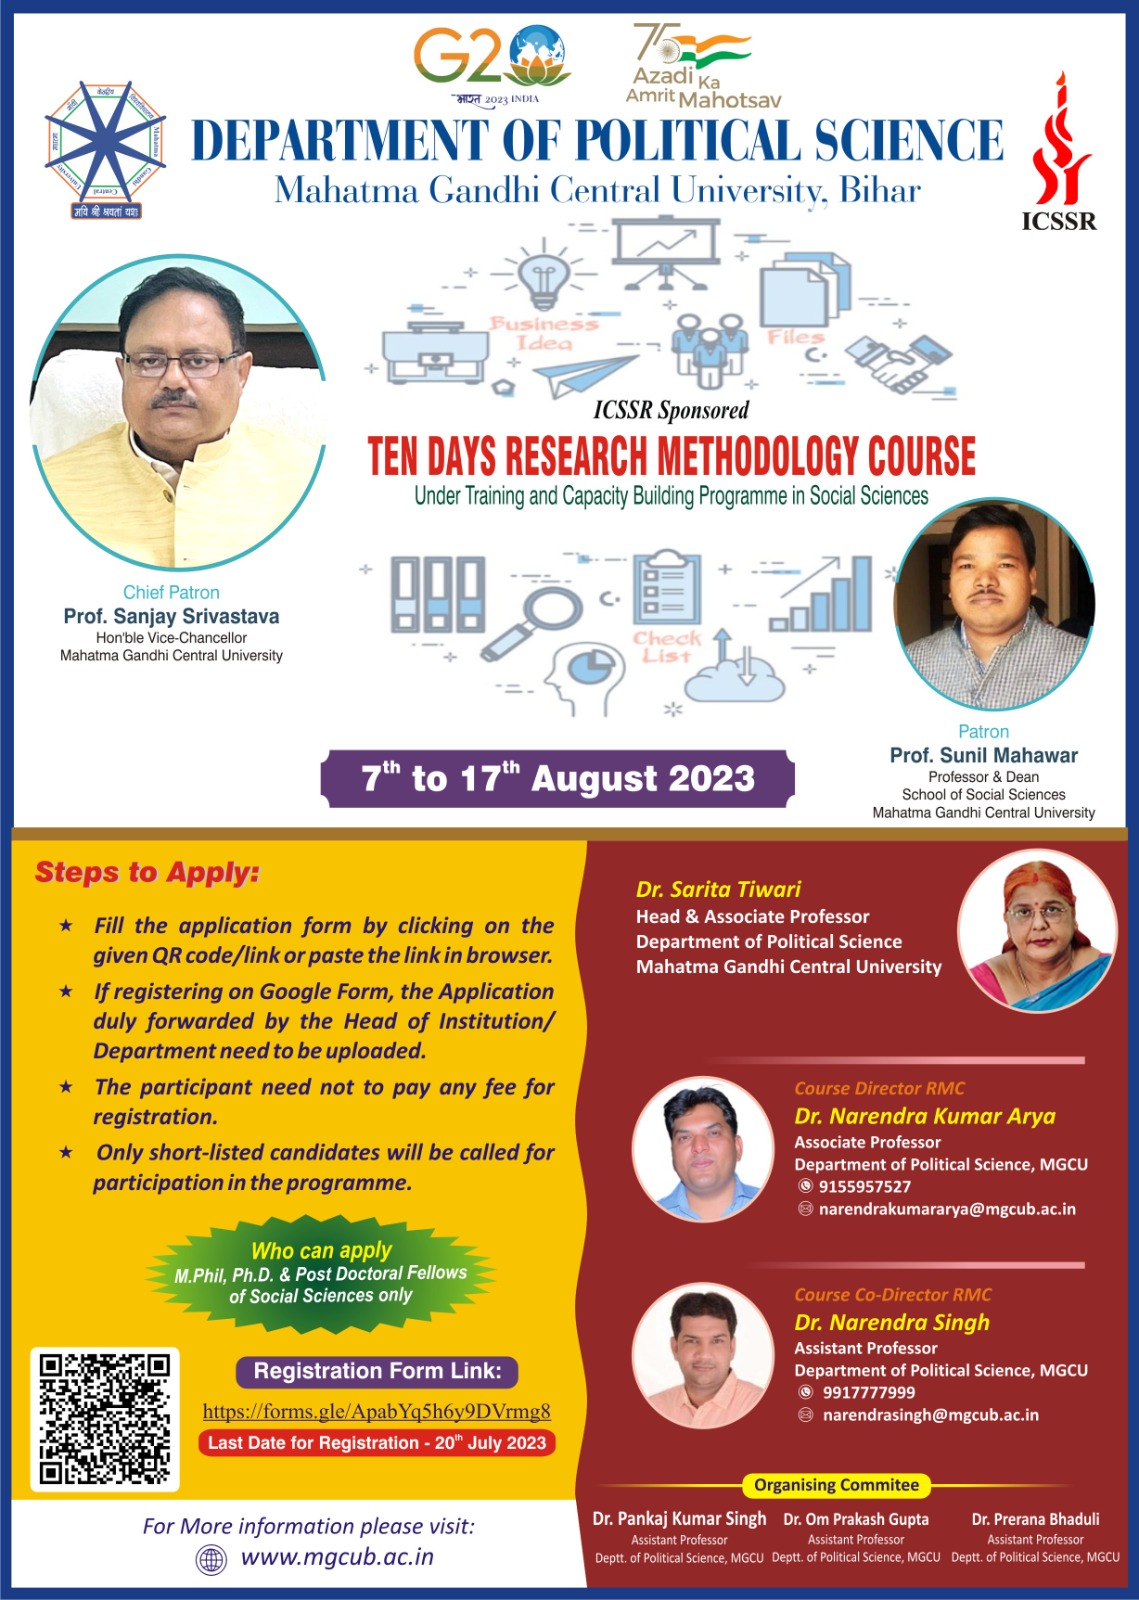 G20
भारत 2023 INDIA
75
Azadi Ka
Amrit Mahotsav
DEPARTMENT OF POLITICAL SCIENCE
Mahatma Gandhi Central University, Bihar
ICSSR
Business
Idea
Files
ICSSR Sponsored
TEN DAYS RESEARCH METHODOLOGY COURSE
Under Training and Capacity Building Programme in Social Sciences
Check
List
Chief Patron
Prof. Sanjay Srivastava
Hon'ble Vice-Chancellor
Mahatma Gandhi Central University
Patron
Prof. Sunil Mahawar
Professor & Dean
School of Social Sciences
Mahatma Gandhi Central University
7th to 17th August 2023
Steps to Apply:
★ Fill the application form by clicking on the
given QR code/link or paste the link in browser.
★ If registering on Google Form, the Application
duly forwarded by the Head of Institution/
Department need to be uploaded.
★ The participant need not to pay any fee for
registration.
★ Only short-listed candidates will be called for
participation in the programme.
Who can apply
M.Phil, Ph.D. & Post Doctoral Fellows
of Social Sciences only
Registration Form Link:
https://forms.gle/ApabYq5h6y9DVrmg8
Last Date for Registration - 20th July 2023
For More information please visit:
www.mgcub.ac.in
Dr. Sarita Tiwari
Head & Associate Professor
Department of Political Science
Mahatma Gandhi Central University
Course Director RMC
Dr. Narendra Kumar Arya
Associate Professor
Department of Political Science, MGCU
9155957527
narendrakumararya@mgcub.ac.in
Course Co-Director RMC
Dr. Narendra Singh
Assistant Professor
Department of Political Science, MGCU
9917777999
narendrasingh@mgcub.ac.in
Organising Commitee
Dr. Pankaj Kumar Singh
Assistant Professor
Deptt. of Political Science, MGCU
Dr. Om Prakash Gupta
Assistant Professor
Deptt. of Political Science, MGCU
Dr. Prerana Bhaduli
Assistant Professor
Deptt. of Political Science, MGCU